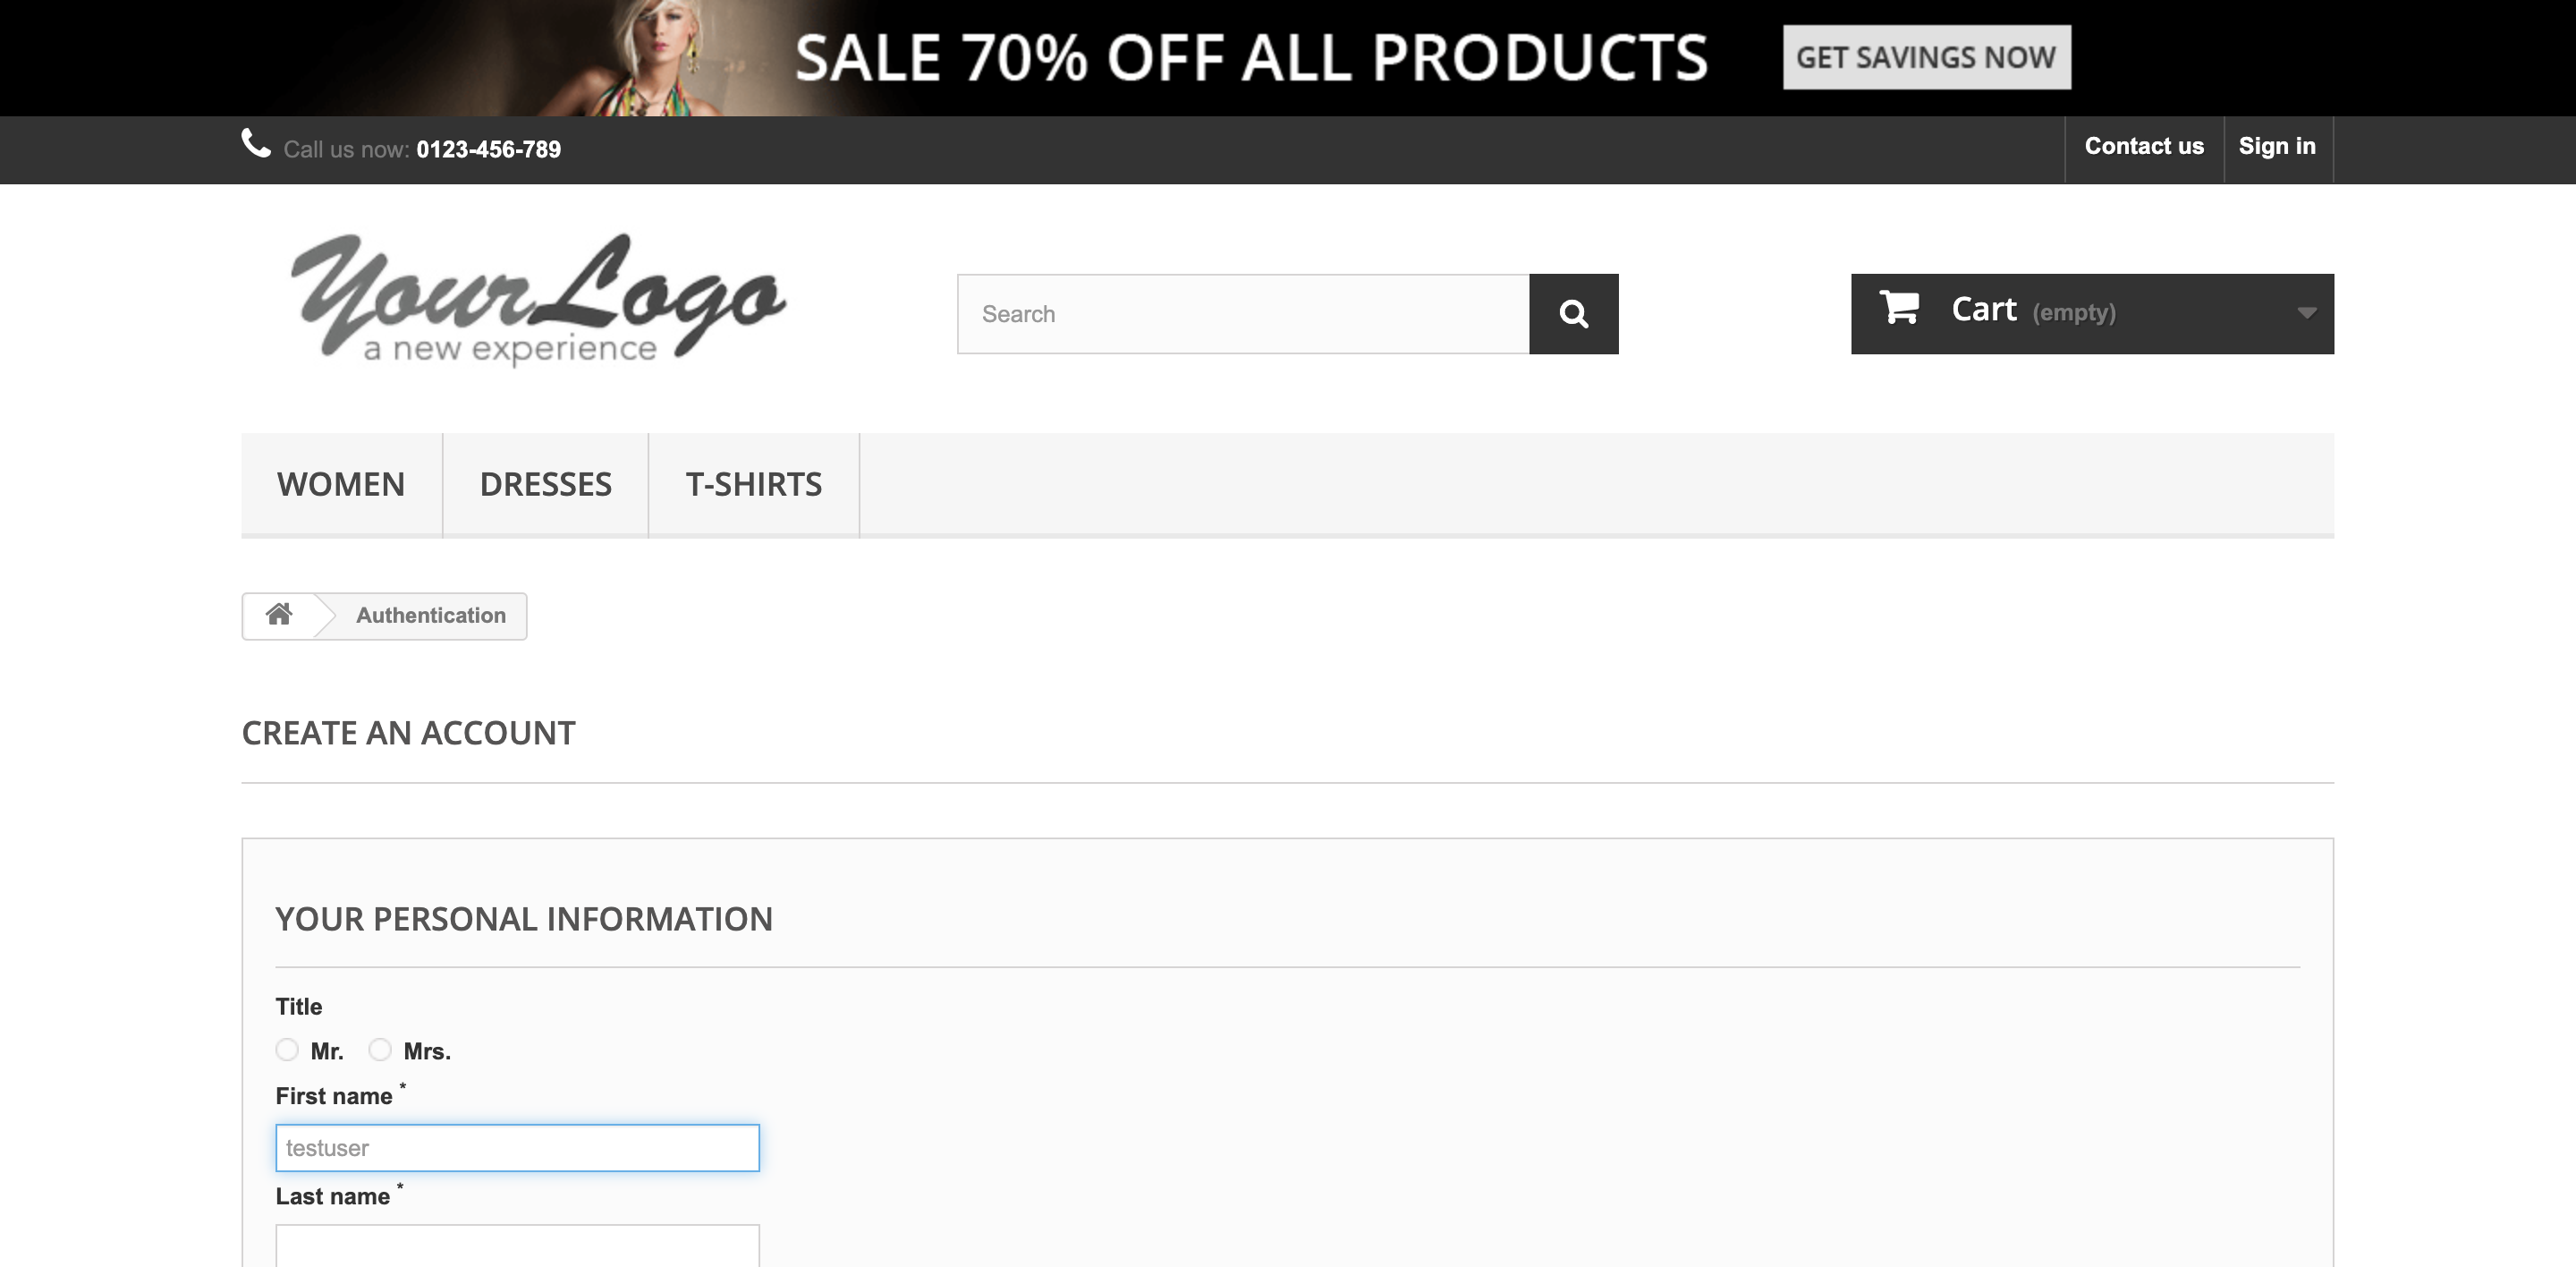 SALE 70% OFF ALL PRODUCTS GET SAVINGS NOW
Call us now: 0123-456-789 Contact us Sign in
YourLogo
a new experience
Search
Cart (empty)
WOMEN DRESSES T-SHIRTS
Authentication
CREATE AN ACCOUNT
YOUR PERSONAL INFORMATION
Title
Mr. Mrs.
First name *
testuser
Last name *